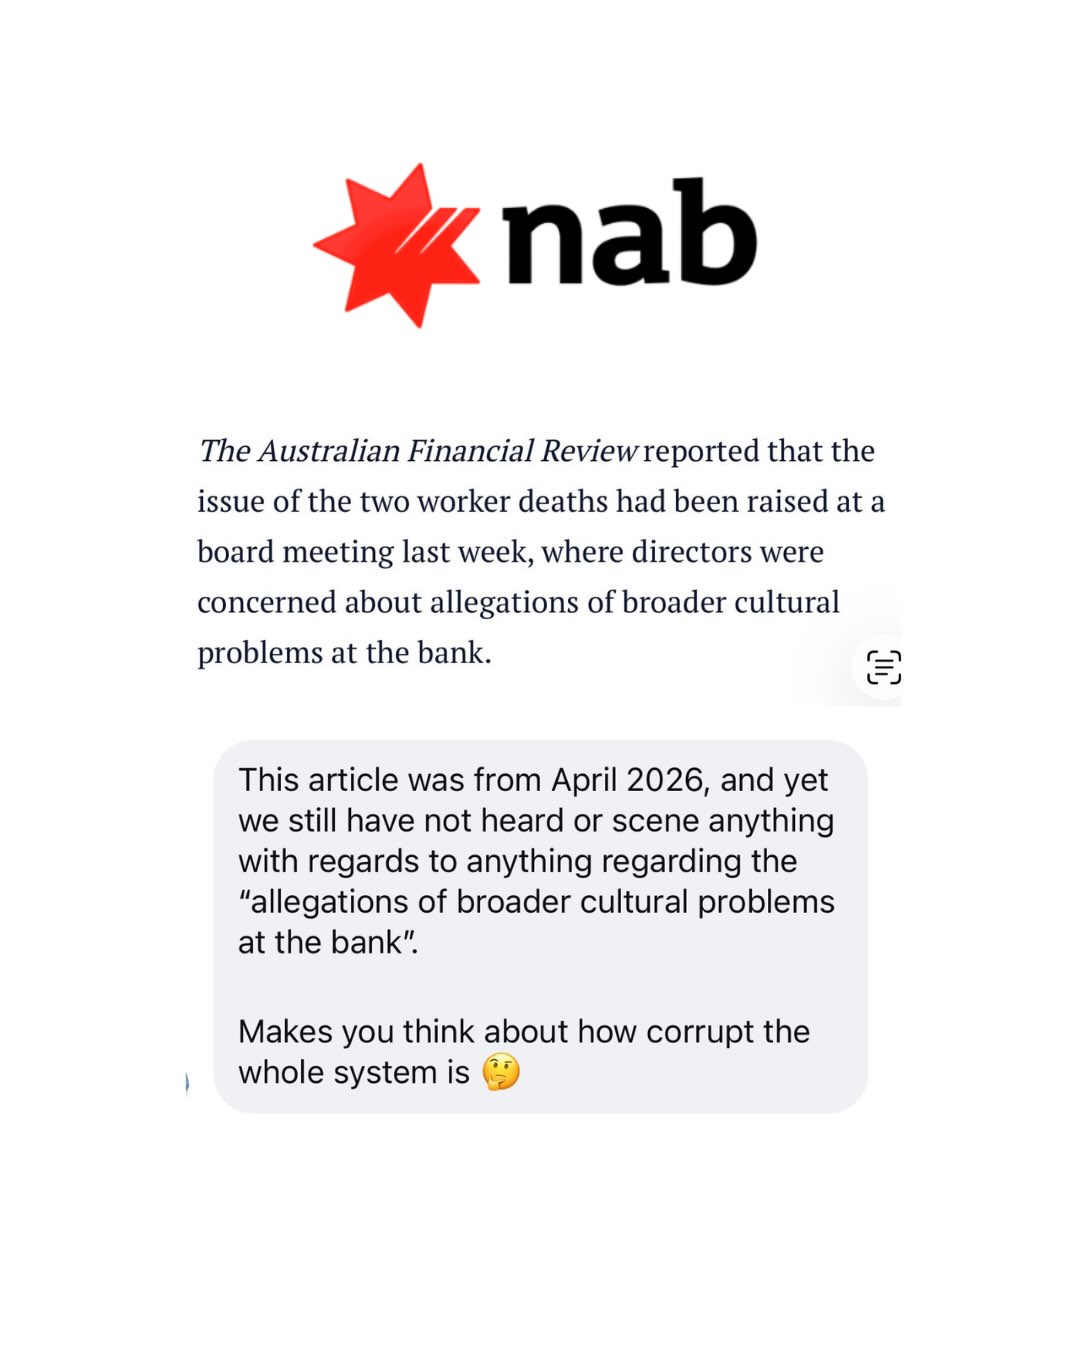 nab
The Australian Financial Review reported that the
issue of the two worker deaths had been raised at a
board meeting last week, where directors were
concerned about allegations of broader cultural
problems at the bank.
This article was from April 2026, and yet
we still have not heard or scene anything
with regards to anything regarding the
“allegations of broader cultural problems
at the bank”.
Makes you think about how corrupt the
whole system is 🤔